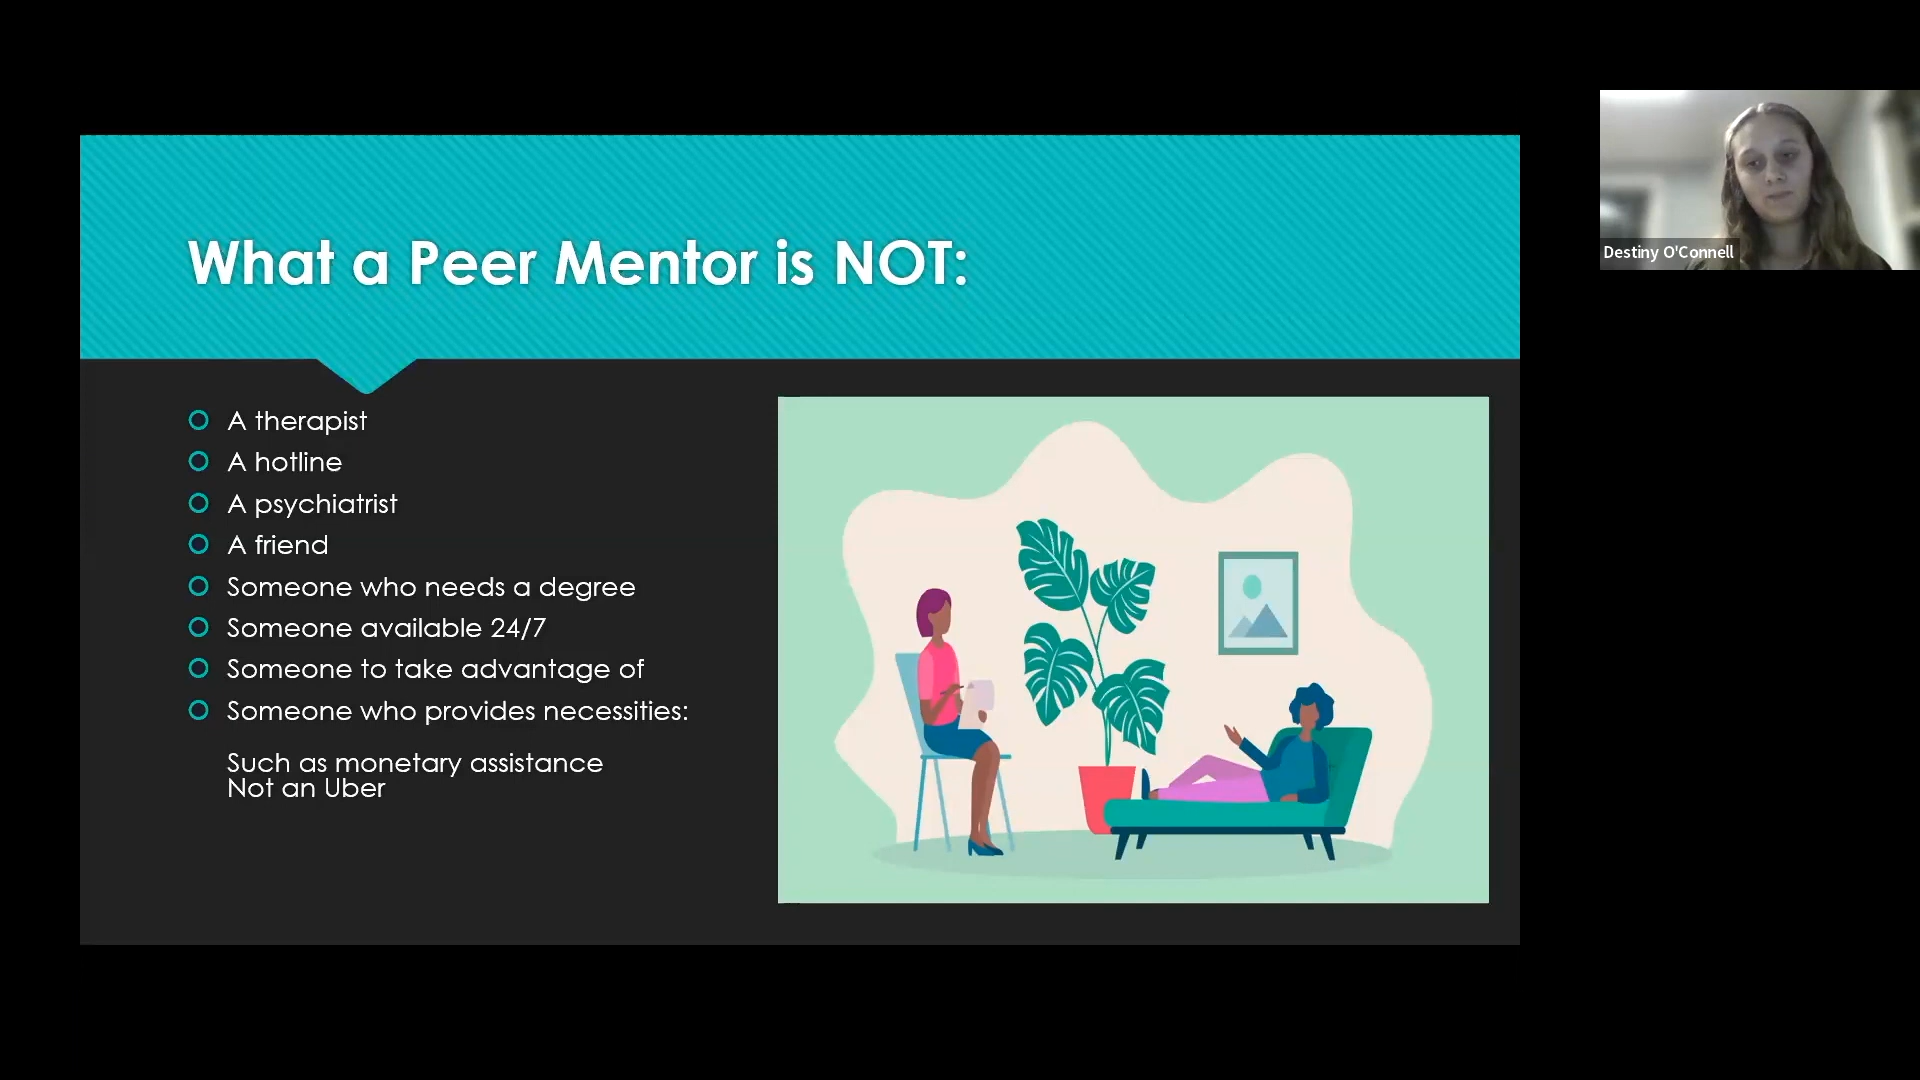 What a Peer Mentor is NOT:
A therapist
A hotline
A psychiatrist
A friend
Someone who needs a degree
Someone available 24/7
Someone to take advantage of
Someone who provides necessities:
Such as monetary assistance
Not an Uber
Destiny O'Connell